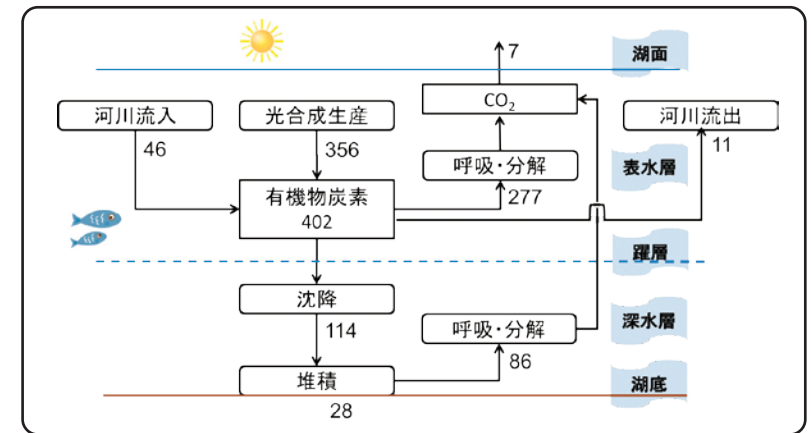 7
湖面
CO₂
河川流入
光合成生産
河川流出
46
356
呼吸・分解
11
表水層
277
有機物炭素
402
躍層
沈降
深水層
114
呼吸・分解
86
堆積
湖底
28